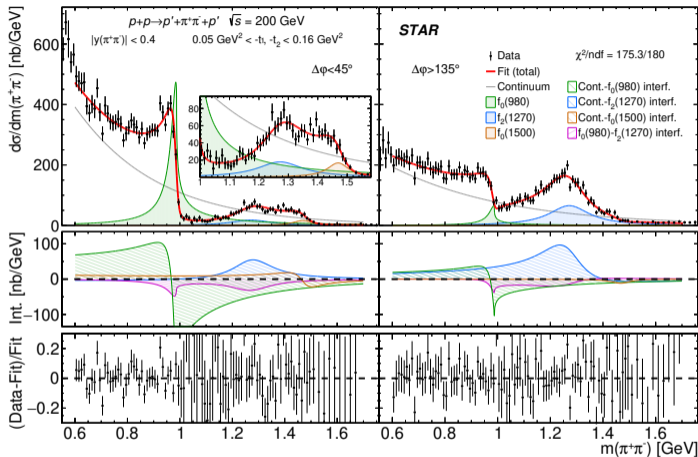 p+p→p′+π⁺π⁻+p′ √s = 200 GeV
|y(π⁺π⁻)| < 0.4 0.05 GeV² < -t₁, -t₂ < 0.16 GeV²
Δφ<45°
STAR
Δφ>135°
χ²/ndf = 175.3/180
Data
Fit (total)
Continuum
f₀(980)
f₂(1270)
f₀(1500)
Cont.-f₀(980) interf.
Cont.-f₂(1270) interf.
Cont.-f₀(1500) interf.
f₀(980)-f₂(1270) interf.
dσ/dm(π⁺π⁻) [nb/GeV]
600
400
200
0
80
60
40
20
1 1.1 1.2 1.3 1.4 1.5
Int. [nb/GeV]
100
0
−100
(Data-Fit)/Fit
0.2
0
−0.2
0.6 0.8 1 1.2 1.4 1.6
0.6 0.8 1 1.2 1.4 1.6
m(π⁺π⁻) [GeV]